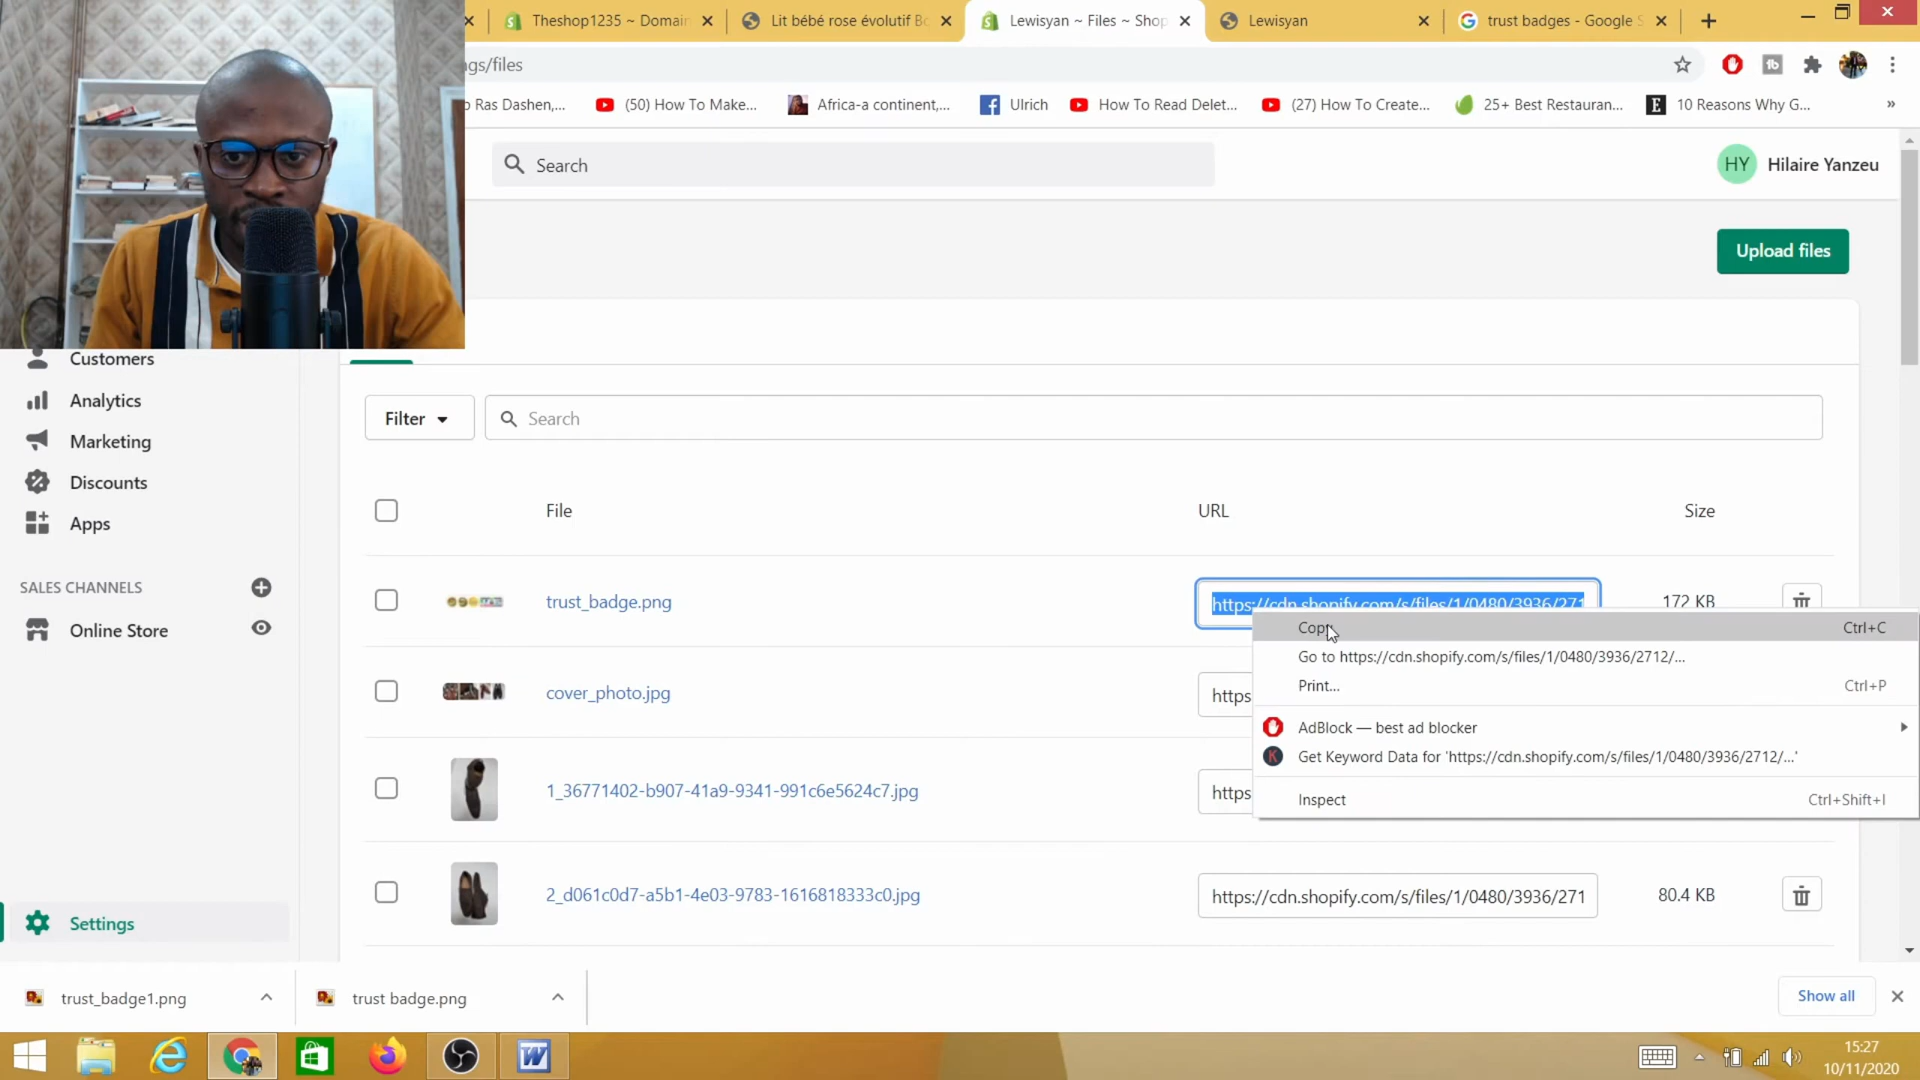 Theshop1235 ~ Domain
Lit bébé rose évolutif Bo
Lewisyan ~ Files ~ Shop
Lewisyan
trust badges - Google S
gs/files
o Ras Dashen,...
(50) How To Make...
Africa-a continent,...
Ulrich
How To Read Delet...
(27) How To Create...
25+ Best Restauran...
10 Reasons Why G...
»
Search
HY
Hilaire Yanzeu
Upload files
Customers
Analytics
Marketing
Discounts
Apps
SALES CHANNELS
Online Store
Settings
Filter
Search
File
URL
Size
trust_badge.png
https://cdn.shopify.com/s/files/1/0480/3936/271
172 KB
Copy
Ctrl+C
Go to https://cdn.shopify.com/s/files/1/0480/3936/2712/...
Print...
Ctrl+P
AdBlock — best ad blocker
Get Keyword Data for 'https://cdn.shopify.com/s/files/1/0480/3936/2712/...'
Inspect
Ctrl+Shift+I
cover_photo.jpg
https
1_36771402-b907-41a9-9341-991c6e5624c7.jpg
https
2_d061c0d7-a5b1-4e03-9783-1616818333c0.jpg
https://cdn.shopify.com/s/files/1/0480/3936/271
80.4 KB
trust_badge1.png
trust badge.png
Show all
15:27
10/11/2020